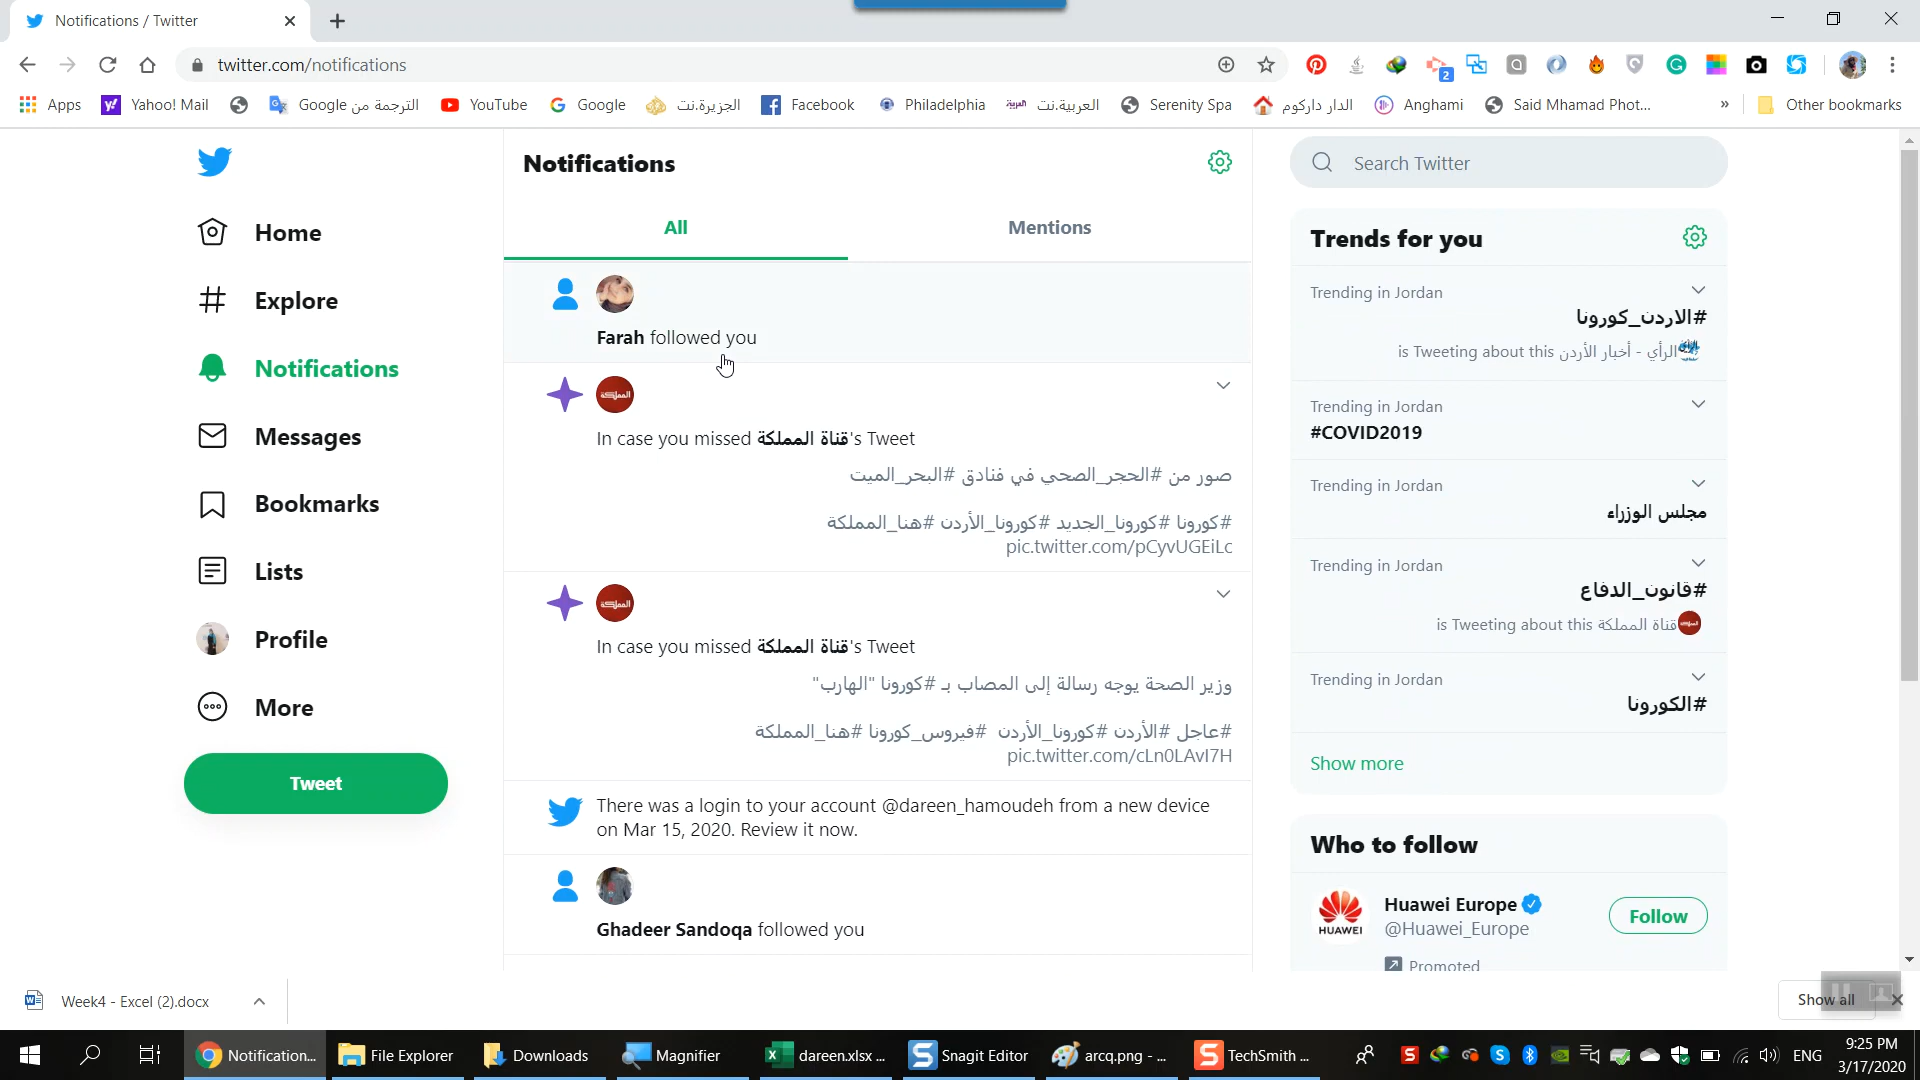 Notifications / Twitter
twitter.com/notifications
2
Apps
Yahoo! Mail
الترجمة من Google
YouTube
Google
الجزيرة.نت
Facebook
Philadelphia
العربية.نت
Serenity Spa
الدار داركوم
Anghami
Said Mhamad Phot...
»
Other bookmarks
Home
Explore
Notifications
Messages
Bookmarks
Lists
Profile
More
Tweet
Notifications
All
Mentions
Farah followed you
In case you missed قناة المملكة's Tweet
صور من #الحجر_الصحي في فنادق #البحر_الميت
#كورونا #كورونا_الجديد #كورونا_الأردن #هنا_المملكة
pic.twitter.com/pCyvUGEiLc
In case you missed قناة المملكة's Tweet
وزير الصحة يوجه رسالة إلى المصاب بـ #كورونا "الهارب"
#عاجل #الأردن #كورونا_الأردن #فيروس_كورونا #هنا_المملكة
pic.twitter.com/cLn0LAvI7H
There was a login to your account @dareen_hamoudeh from a new device
on Mar 15, 2020. Review it now.
Ghadeer Sandoqa followed you
Search Twitter
Trends for you
Trending in Jordan
#الاردن_كورونا
الرأي - أخبار الأردن is Tweeting about this
Trending in Jordan
#COVID2019
Trending in Jordan
مجلس الوزراء
Trending in Jordan
#قانون_الدفاع
قناة المملكة is Tweeting about this
Trending in Jordan
#الكورونا
Show more
Who to follow
Huawei Europe
@Huawei_Europe
HUAWEI
Follow
Promoted
Week4 - Excel (2).docx
Show all
Notification...
File Explorer
Downloads
Magnifier
dareen.xlsx ...
Snagit Editor
arcq.png - ...
TechSmith ...
ENG
9:25 PM
3/17/2020